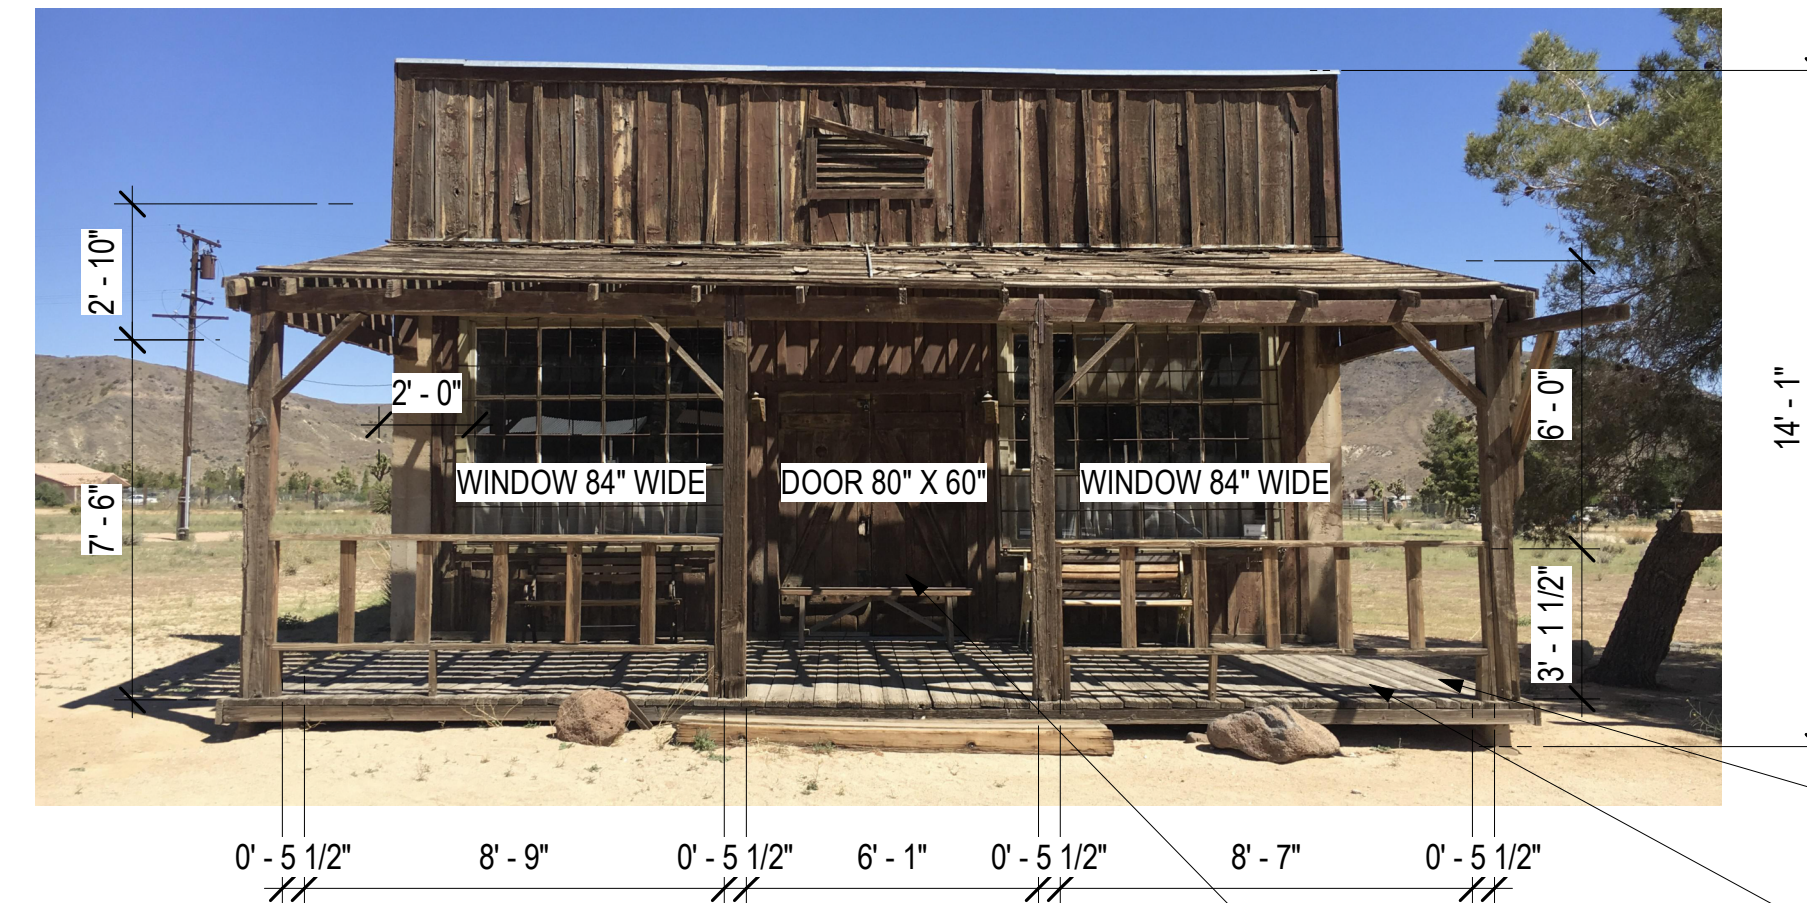 2' - 10"
14' - 1"
2' - 0"
6' - 0"
WINDOW 84" WIDE
DOOR 80" X 60"
WINDOW 84" WIDE
7' - 6"
3' - 1 1/2"
0' - 5 1/2"
8' - 9"
0' - 5 1/2"
6' - 1"
0' - 5 1/2"
8' - 7"
0' - 5 1/2"